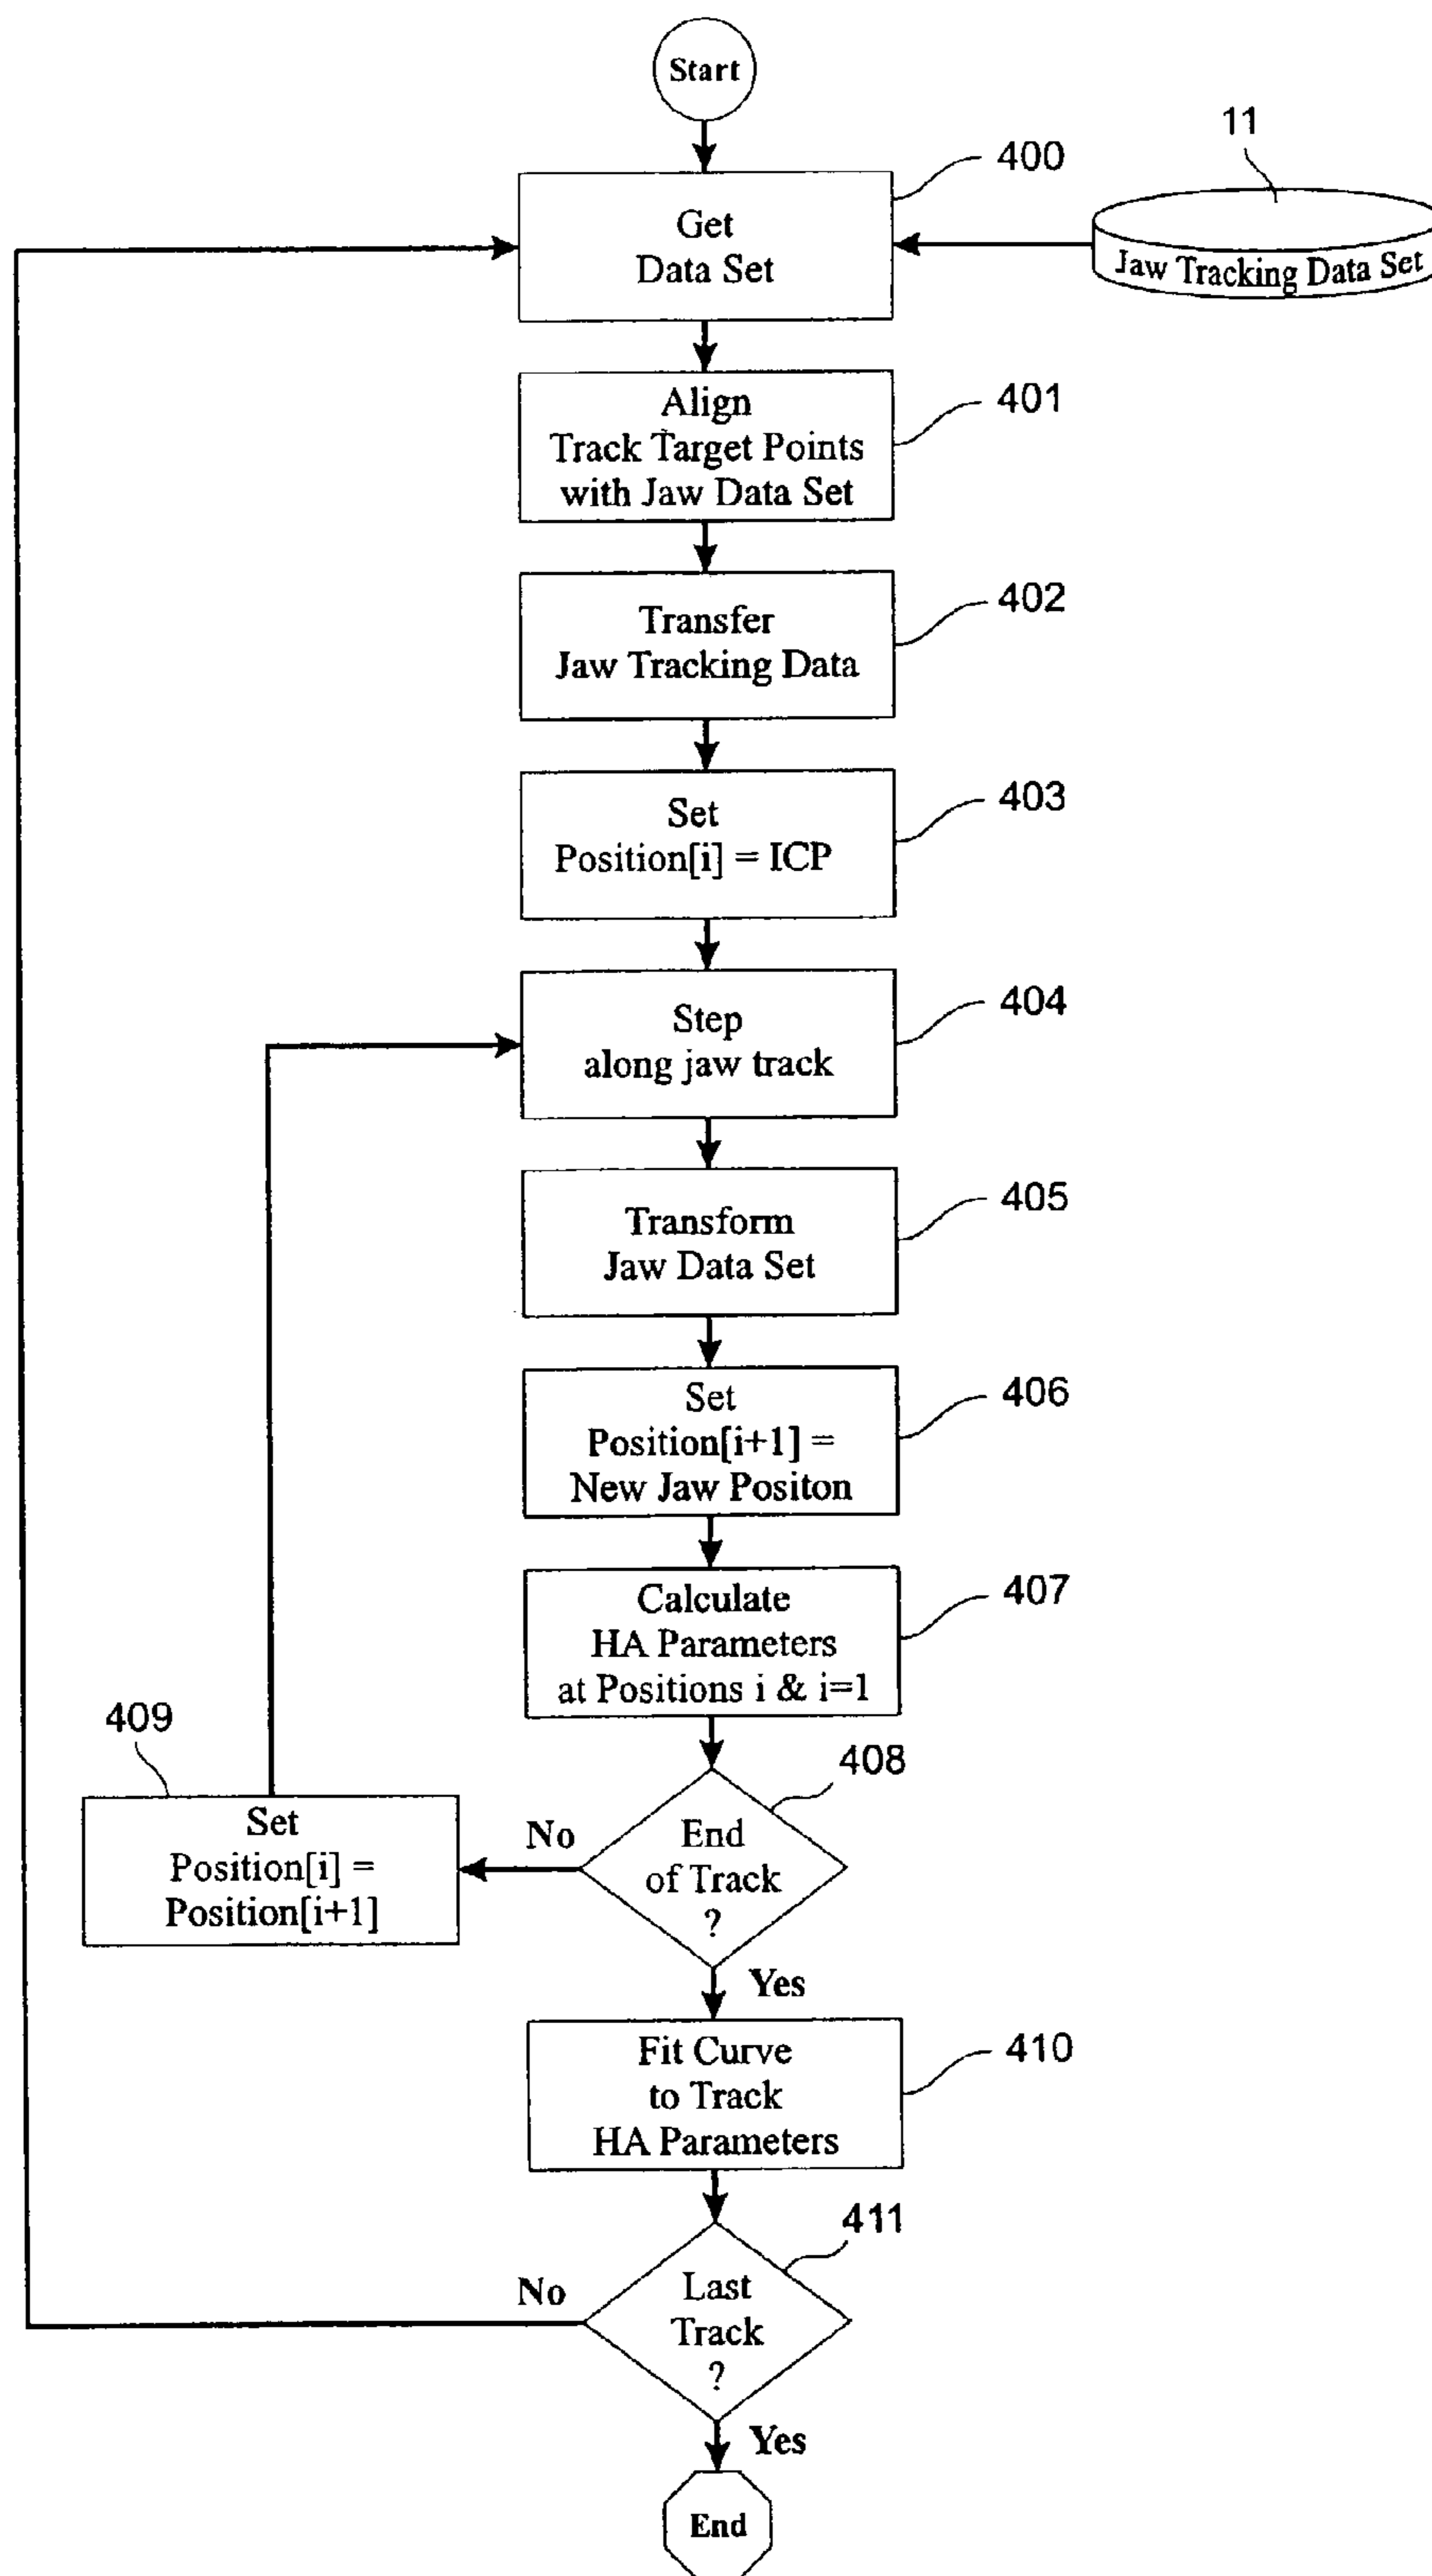 Start
400
11
Get
Data Set
Jaw Tracking Data Set
401
Align
Track Target Points
with Jaw Data Set
402
Transfer
Jaw Tracking Data
403
Set
Position[i] = ICP
404
Step
along jaw track
405
Transform
Jaw Data Set
406
Set
Position[i+1] =
New Jaw Positon
407
Calculate
HA Parameters
at Positions i & i=1
408
409
End
of Track
?
No
Set
Position[i] =
Position[i+1]
Yes
410
Fit Curve
to Track
HA Parameters
411
Last
Track
?
No
Yes
End